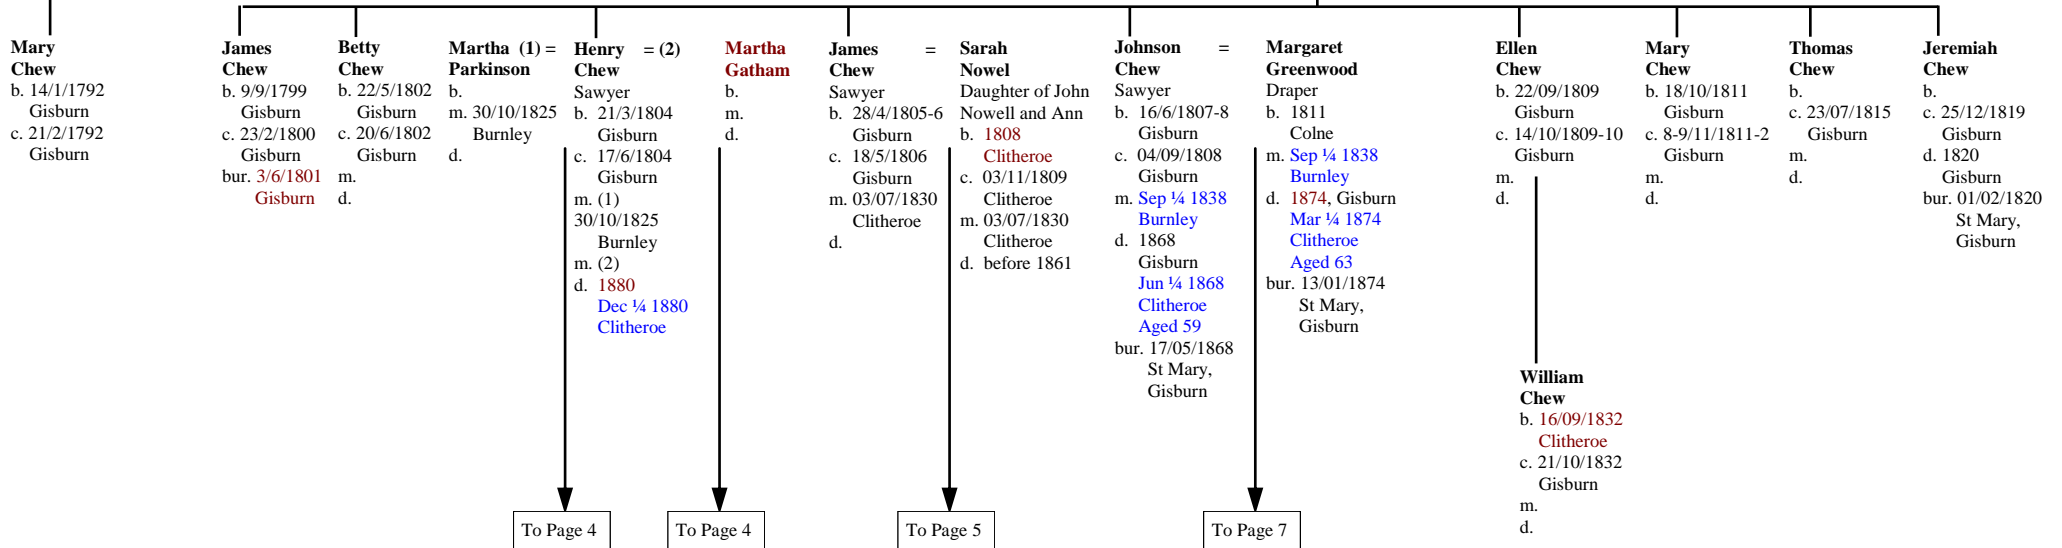 Mary
Chew
b. 14/1/1792
Gisburn
c. 21/2/1792
Gisburn
James
Chew
b. 9/9/1799
Gisburn
c. 23/2/1800
Gisburn
bur. 3/6/1801
Gisburn
Betty
Chew
b. 22/5/1802
Gisburn
c. 20/6/1802
Gisburn
m.
d.
Martha (1) =
Parkinson
b.
m. 30/10/1825
Burnley
d.
Henry = (2)
Chew
Sawyer
b. 21/3/1804
Gisburn
c. 17/6/1804
Gisburn
m. (1)
30/10/1825
Burnley
m. (2)
d. 1880
Dec ¼ 1880
Clitheroe
Martha
Gatham
b.
m.
d.
James =
Chew
Sawyer
b. 28/4/1805-6
Gisburn
c. 18/5/1806
Gisburn
m. 03/07/1830
Clitheroe
d.
Sarah
Nowel
Daughter of John
Nowell and Ann
b. 1808
Clitheroe
c. 03/11/1809
Clitheroe
m. 03/07/1830
Clitheroe
d. before 1861
Johnson =
Chew
Sawyer
b. 16/6/1807-8
Gisburn
c. 04/09/1808
Gisburn
m. Sep ¼ 1838
Burnley
d. 1868
Gisburn
Jun ¼ 1868
Clitheroe
Aged 59
bur. 17/05/1868
St Mary,
Gisburn
Margaret
Greenwood
Draper
b. 1811
Colne
m. Sep ¼ 1838
Burnley
d. 1874, Gisburn
Mar ¼ 1874
Clitheroe
Aged 63
bur. 13/01/1874
St Mary,
Gisburn
Ellen
Chew
b. 22/09/1809
Gisburn
c. 14/10/1809-10
Gisburn
m.
d.
Mary
Chew
b. 18/10/1811
Gisburn
c. 8-9/11/1811-2
Gisburn
m.
d.
Thomas
Chew
b.
c. 23/07/1815
Gisburn
m.
d.
Jeremiah
Chew
b.
c. 25/12/1819
Gisburn
d. 1820
Gisburn
bur. 01/02/1820
St Mary,
Gisburn
William
Chew
b. 16/09/1832
Clitheroe
c. 21/10/1832
Gisburn
m.
d.
To Page 4
To Page 4
To Page 5
To Page 7